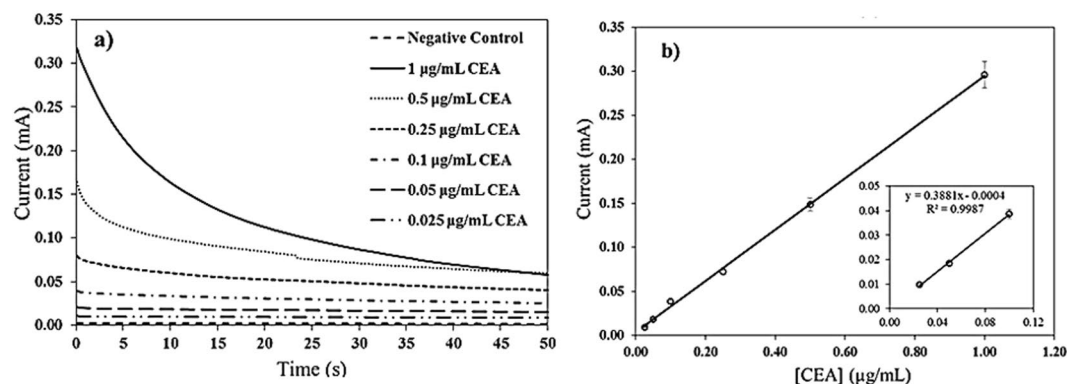 a)
Negative Control
1 µg/mL CEA
0.5 µg/mL CEA
0.25 µg/mL CEA
0.1 µg/mL CEA
0.05 µg/mL CEA
0.025 µg/mL CEA
Current (mA)
0.35
0.30
0.25
0.20
0.15
0.10
0.05
0.00
0 5 10 15 20 23 30 35 40 45 50
Time (s)
b)
Current (mA)
0.35
0.30
0.25
0.20
0.15
0.10
0.05
0.00
0.00 0.20 0.40 0.60 0.80 1.00 1.20
[CEA] (µg/mL)
y = 0.3881x - 0.0004
R² = 0.9987
0.05
0.04
0.03
0.02
0.01
0.00
0.00 0.04 0.08 0.12